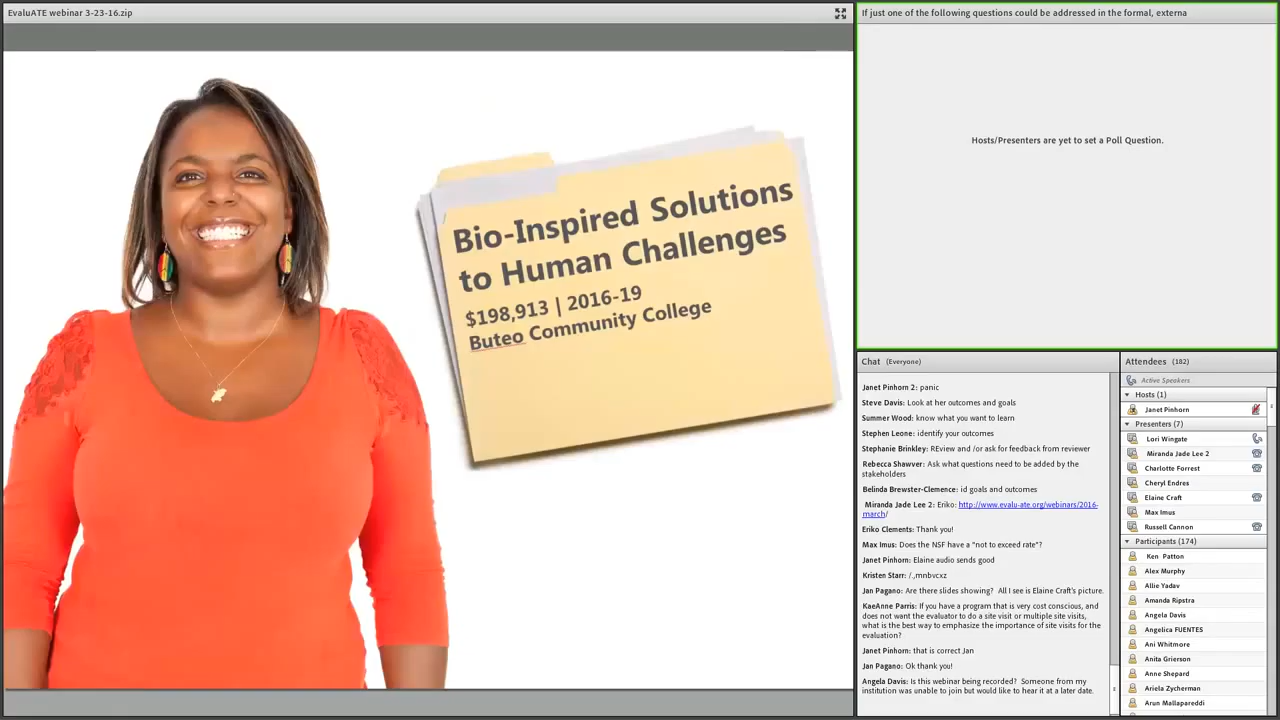 EvaluATE webinar 3-23-16.zip
Bio-Inspired Solutions
to Human Challenges
$198,913 | 2016-19
Buteo Community College
If just one of the following questions could be addressed in the formal, externa
Hosts/Presenters are yet to set a Poll Question.
Chat (Everyone)
Janet Pinhorn 2: panic
Steve Davis: Look at her outcomes and goals
Summer Wood: know what you want to learn
Stephen Leone: identify your outcomes
Stephanie Brinkley: REview and /or ask for feedback from reviewer
Rebecca Shawver: Ask what questions need to be added by the
stakeholders
Belinda Brewster-Clemence: id goals and outcomes
Miranda Jade Lee 2: Eriko: http://www.evalu-ate.org/webinars/2016-
march/
Eriko Clements: Thank you!
Max Imus: Does the NSF have a "not to exceed rate"?
Janet Pinhorn: Elaine audio sends good
Kristen Starr: /.,mnbvcxz
Jan Pagano: Are there slides showing? All I see is Elaine Craft's picture.
KaeAnne Parris: If you have a program that is very cost conscious, and
does not want the evaluator to do a site visit or multiple site visits,
what is the best way to emphasize the importance of site visits for the
evaluation?
Janet Pinhorn: that is correct Jan
Jan Pagano: Ok thank you!
Angela Davis: Is this webinar being recorded? Someone from my
institution was unable to join but would like to hear it at a later date.
Attendees (182)
Active Speakers
Hosts (1)
Janet Pinhorn
Presenters (7)
Lori Wingate
Miranda Jade Lee 2
Charlotte Forrest
Cheryl Endres
Elaine Craft
Max Imus
Russell Cannon
Participants (174)
Ken Patton
Alex Murphy
Allie Yadav
Amanda Ripstra
Angela Davis
Angelica FUENTES
Ani Whitmore
Anita Grierson
Anne Shepard
Ariela Zycherman
Arun Mallapareddi